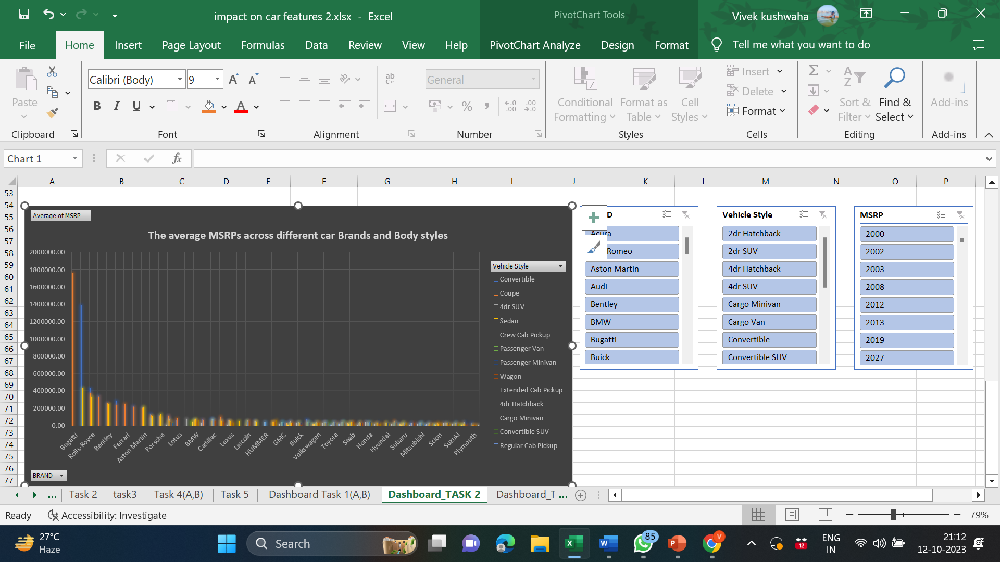 impact on car features 2.xlsx - Excel
PivotChart Tools
Vivek kushwaha
File Home Insert Page Layout Formulas Data Review View Help PivotChart Analyze Design Format Tell me what you want to do
Paste
Clipboard
Calibri (Body) 9
B I U A
Font
ab
Alignment
General
%
Number
Conditional Formatting
Format as Table
Cell Styles
Styles
Insert
Delete
Format
Cells
Sort & Filter
Find & Select
Editing
Add-ins
Add-ins
Chart 1
fx
A B C D E F G H I J K L M N O P
53
54
55
56
57
58
59
60
61
62
63
64
65
66
67
68
69
70
71
72
73
74
75
76
77
Average of MSRP
The average MSRPs across different car Brands and Body styles
2000000.00
1800000.00
1600000.00
1400000.00
1200000.00
1000000.00
800000.00
600000.00
400000.00
200000.00
0.00
Bugatti
Rolls-Royce
Bentley
Ferrari
Aston Martin
Porsche
Lotus
BMW
Cadillac
Lexus
Lincoln
HUMMER
GMC
Buick
Volkswagen
Toyota
Saab
Honda
Hyundai
Subaru
Mitsubishi
Scion
Suzuki
Plymouth
BRAND
Vehicle Style
Convertible
Coupe
4dr SUV
Sedan
Crew Cab Pickup
Passenger Van
Passenger Minivan
Wagon
Extended Cab Pickup
4dr Hatchback
Cargo Minivan
Convertible SUV
Regular Cab Pickup
D
Acura
Romeo
Aston Martin
Audi
Bentley
BMW
Bugatti
Buick
Vehicle Style
2dr Hatchback
2dr SUV
4dr Hatchback
4dr SUV
Cargo Minivan
Cargo Van
Convertible
Convertible SUV
MSRP
2000
2002
2003
2008
2012
2013
2019
2027
... Task 2 task3 Task 4(A,B) Task 5 Dashboard Task 1(A,B) Dashboard_TASK 2 Dashboard_T ...
Ready Accessibility: Investigate
79%
27°C
Haze
Search
85
V
12
ENG
IN
21:12
12-10-2023